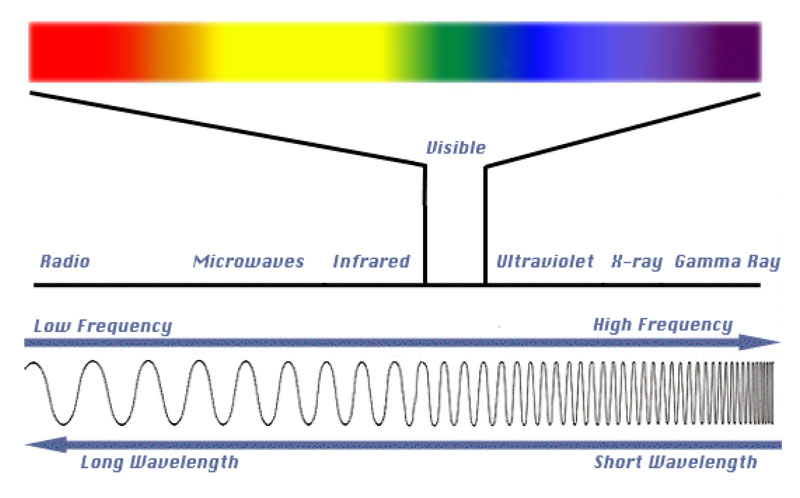 Visible
Radio Microwaves Infrared Ultraviolet X-ray Gamma Ray
Low Frequency High Frequency
Long Wavelength Short Wavelength